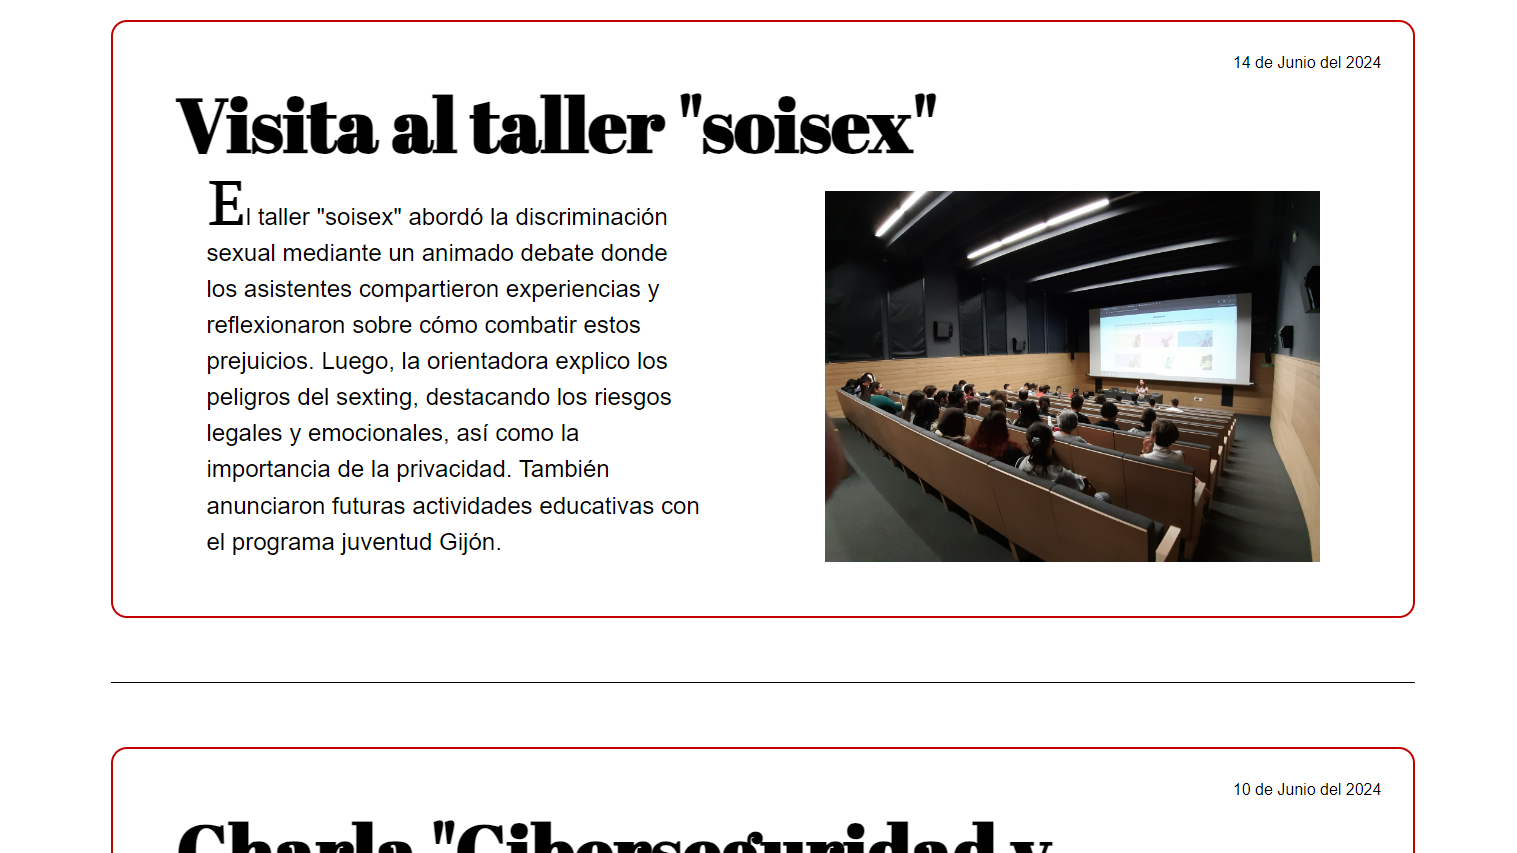 14 de Junio del 2024
Visita al taller "soisex"
El taller "soisex" abordó la discriminación
sexual mediante un animado debate donde
los asistentes compartieron experiencias y
reflexionaron sobre cómo combatir estos
prejuicios. Luego, la orientadora explico los
peligros del sexting, destacando los riesgos
legales y emocionales, así como la
importancia de la privacidad. También
anunciaron futuras actividades educativas con
el programa juventud Gijón.
10 de Junio del 2024
Charla "Ciberseguridad y